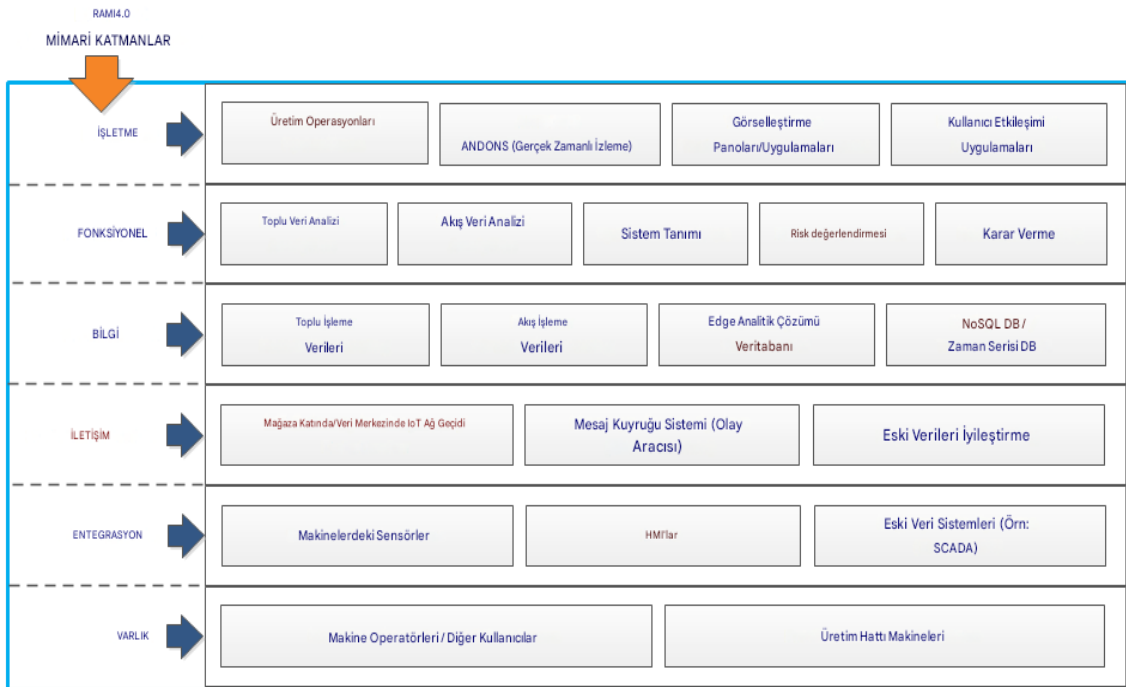 RAMI4.0
MİMARİ KATMANLAR
İŞLETME
Üretim Operasyonları
ANDONS (Gerçek Zamanlı İzleme)
Görselleştirme
Panoları/Uygulamaları
Kullanıcı Etkileşimi
Uygulamaları
FONKSİYONEL
Toplu Veri Analizi
Akış Veri Analizi
Sistem Tanımı
Risk değerlendirmesi
Karar Verme
BİLGİ
Toplu İşleme
Verileri
Akış İşleme
Verileri
Edge Analitik Çözümü
Veritabanı
NoSQL DB /
Zaman Serisi DB
İLETİŞİM
Mağaza Katında/Veri Merkezinde IoT Ağ Geçidi
Mesaj Kuyruğu Sistemi (Olay
Aracısı)
Eski Verileri İyileştirme
ENTEGRASYON
Makinelerdeki Sensörler
HMI'lar
Eski Veri Sistemleri (Örn:
SCADA)
VARLIK
Makine Operatörleri / Diğer Kullanıcılar
Üretim Hattı Makineleri